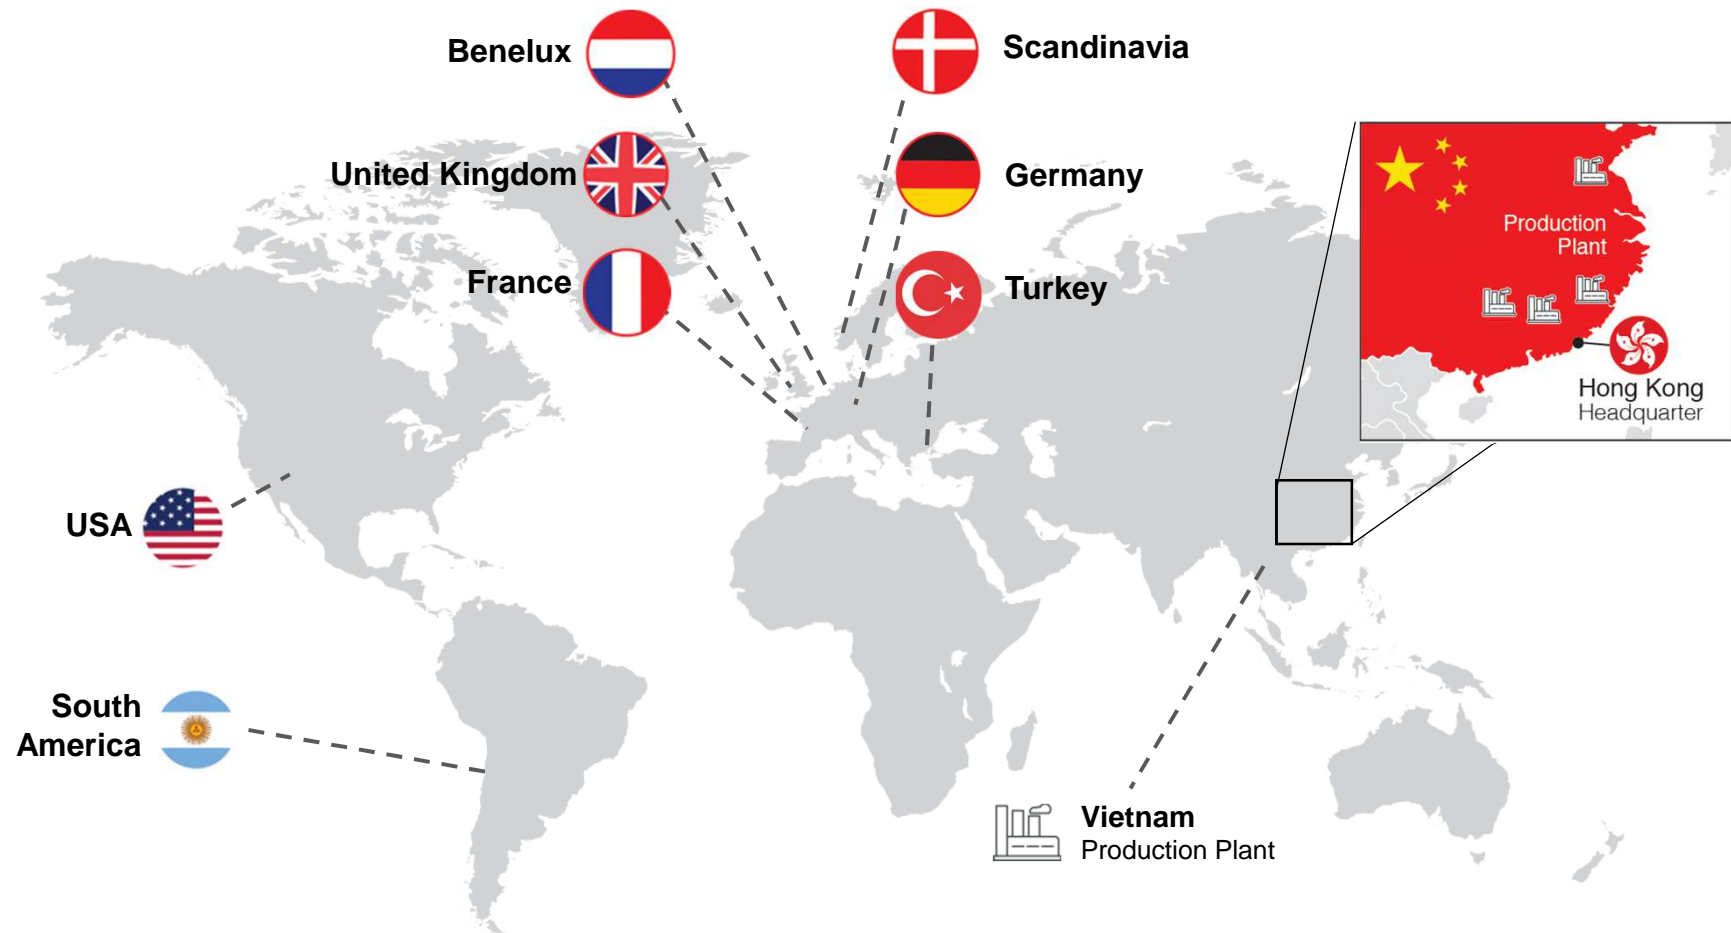 Benelux
Scandinavia
United Kingdom
Germany
France
Turkey
Production
Plant
Hong Kong
Headquarter
USA
South
America
Vietnam
Production Plant